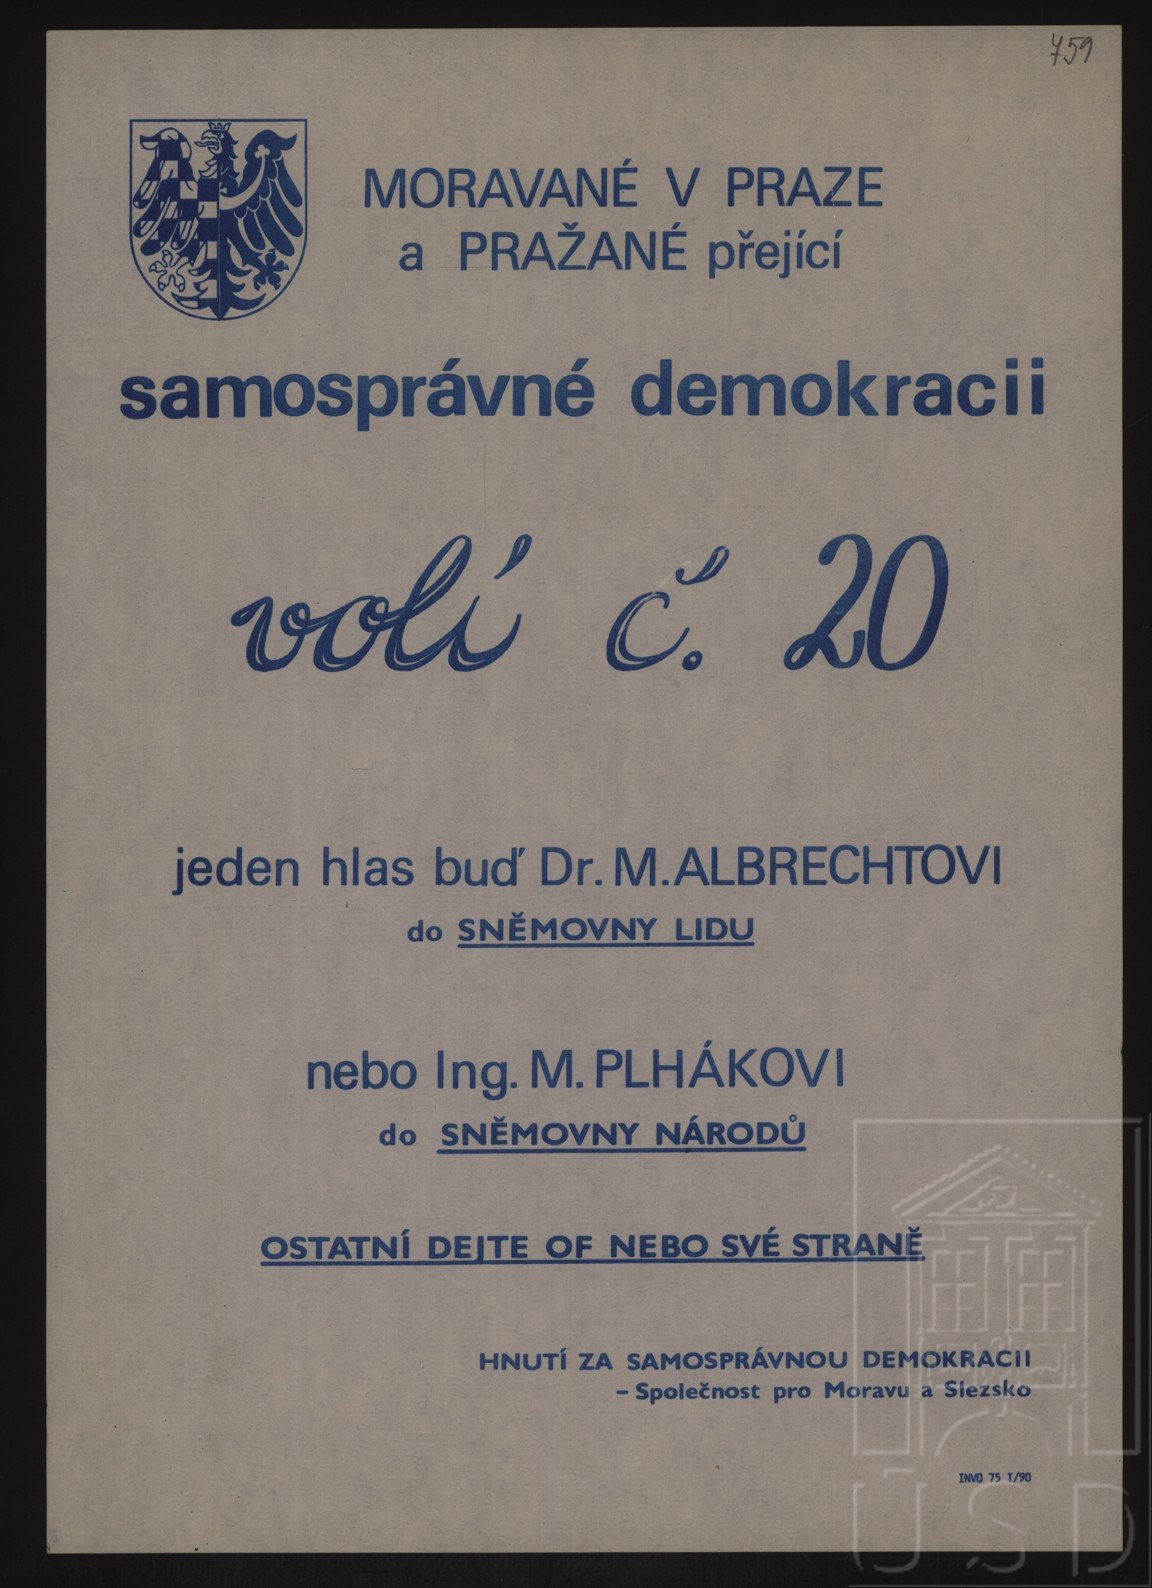 759
MORAVANÉ V PRAZE
a PRAŽANÉ přející
samosprávné demokracii
volí č. 20
jeden hlas buď Dr. M. ALBRECHTOVI
do SNĚMOVNY LIDU
nebo Ing. M. PLHÁKOVI
do SNĚMOVNY NÁRODŮ
OSTATNÍ DEJTE OF NEBO SVÉ STRANĚ
HNUTÍ ZA SAMOSPRÁVNOU DEMOKRACII
– Společnost pro Moravu a Slezsko
INVO 75 T/90
ÚSD